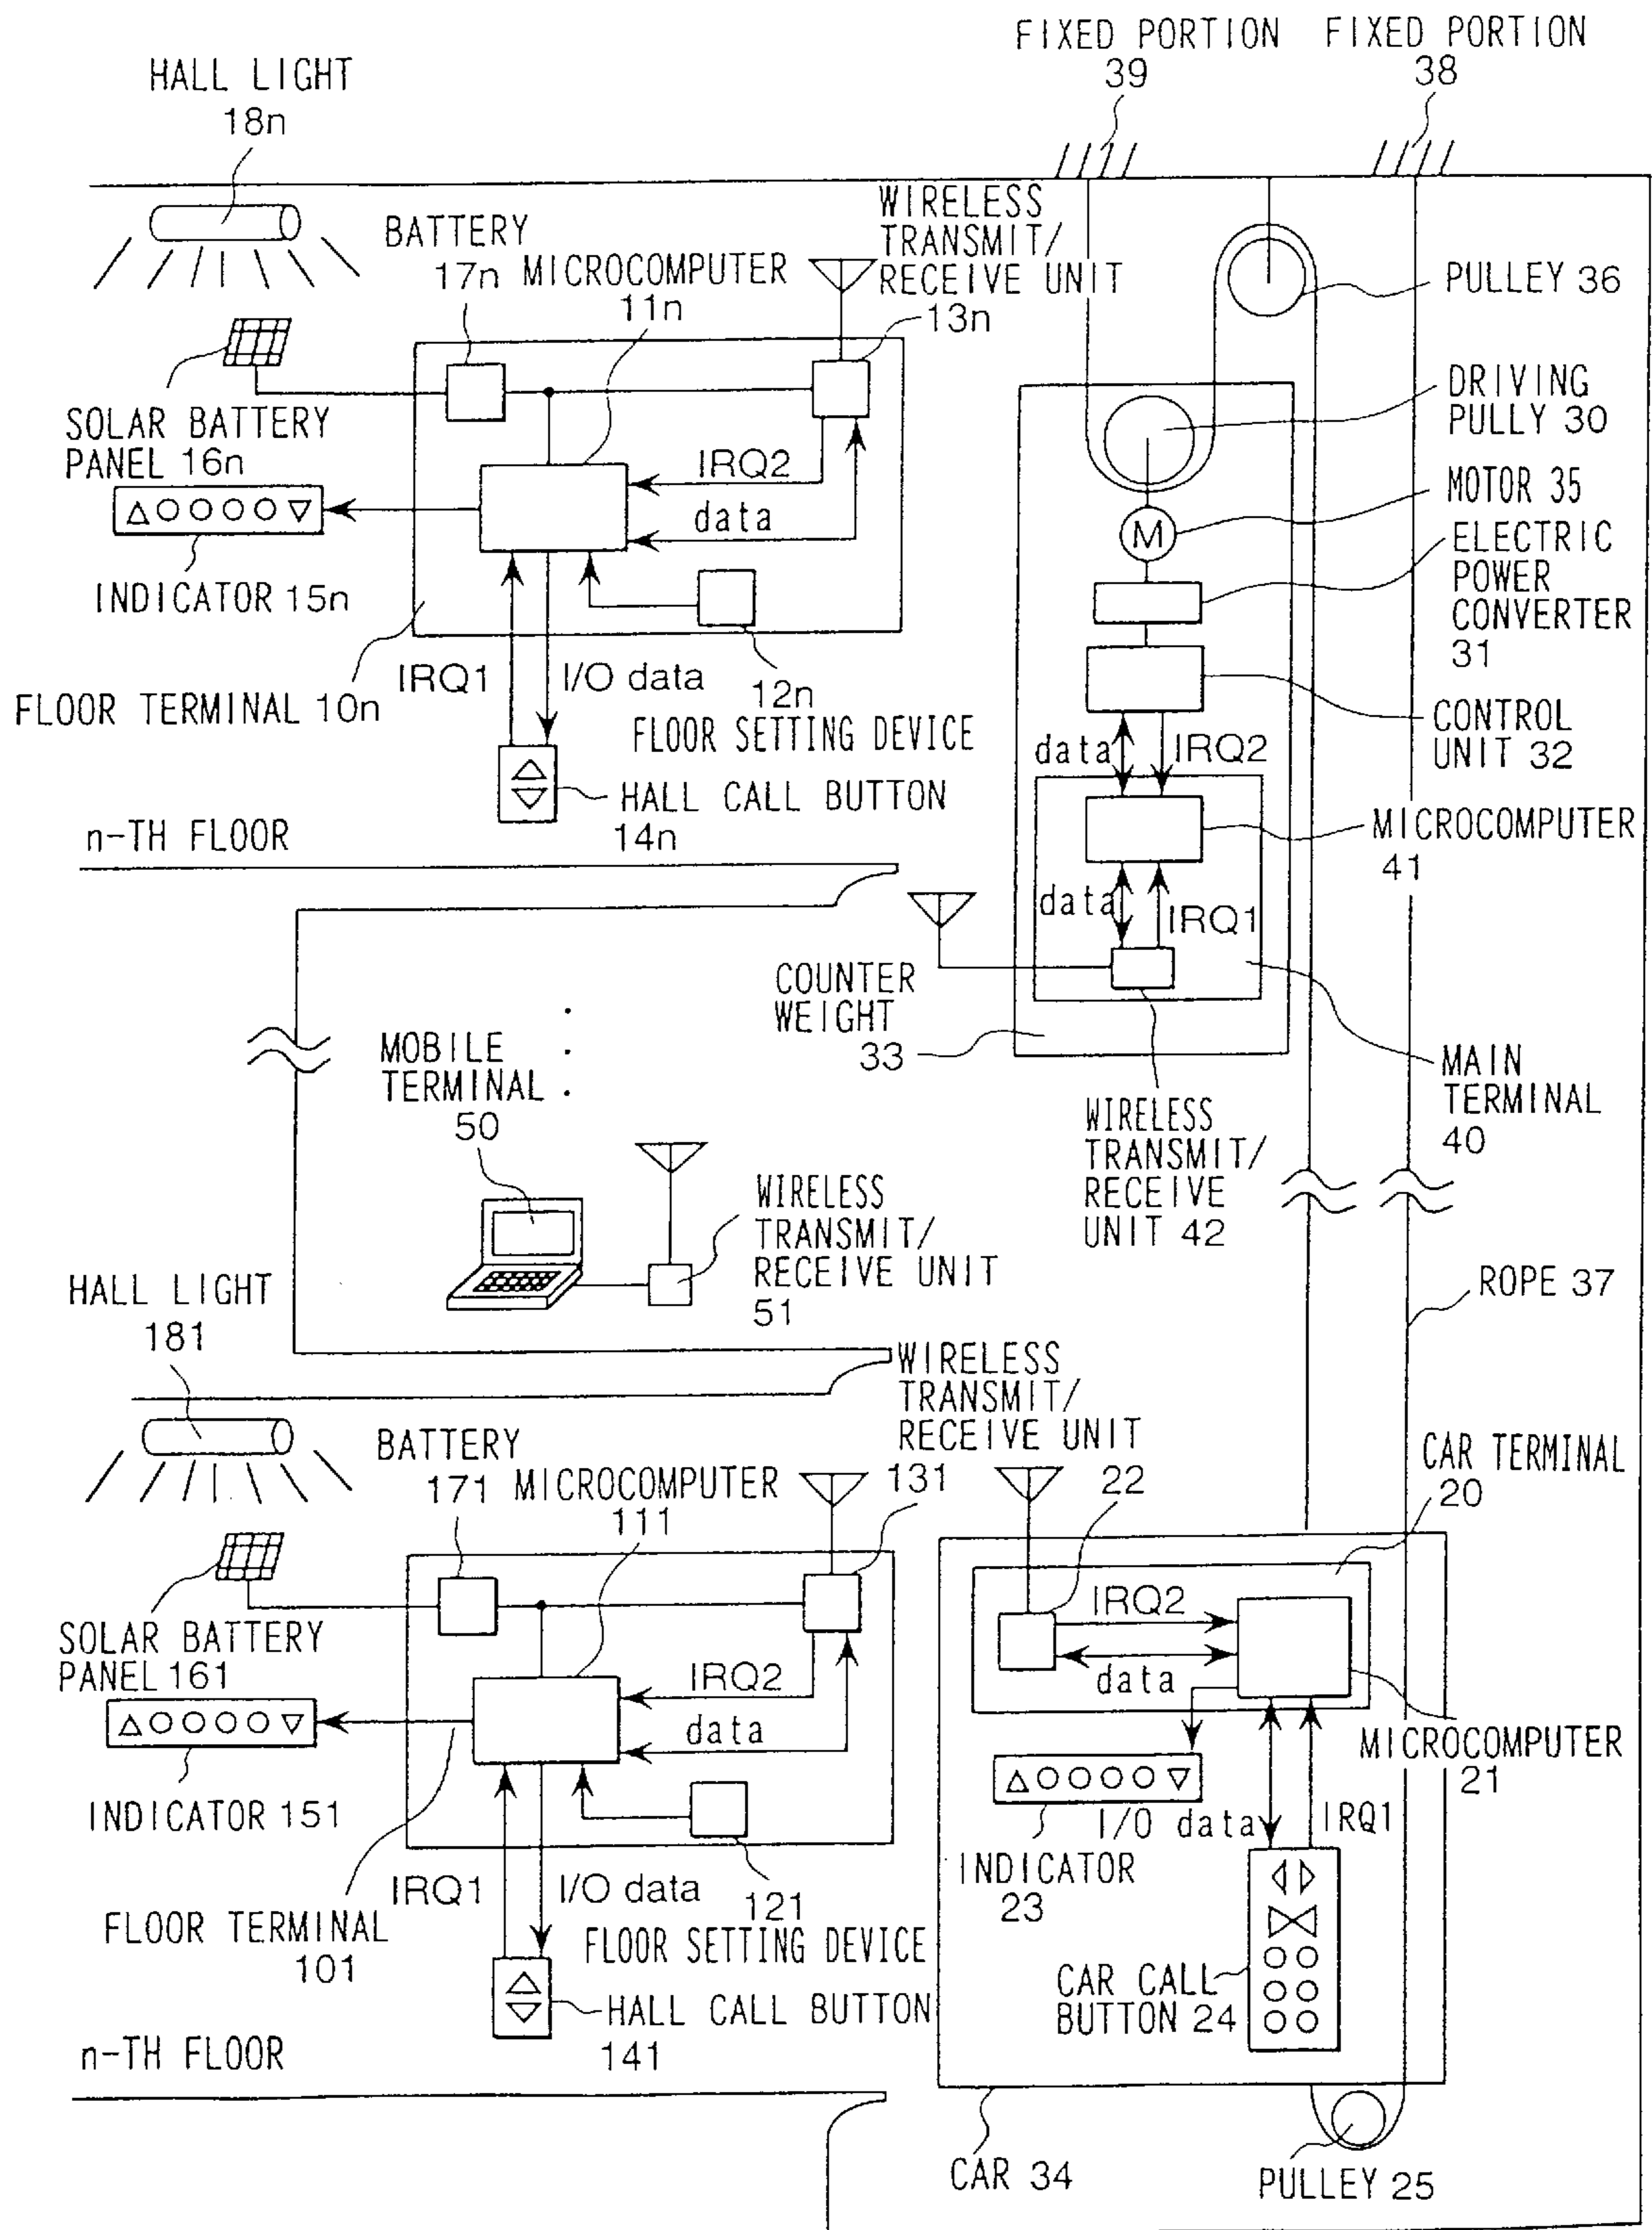 FIXED PORTION
39
FIXED PORTION
38
HALL LIGHT
18n
BATTERY
17n
MICROCOMPUTER
11n
WIRELESS
TRANSMIT/
RECEIVE UNIT
13n
PULLEY 36
SOLAR BATTERY
PANEL 16n
IRQ2
data
DRIVING
PULLY 30
MOTOR 35
M
ELECTRIC
POWER
CONVERTER
31
INDICATOR 15n
IRQ1
I/O data
12n
FLOOR SETTING DEVICE
FLOOR TERMINAL 10n
CONTROL
UNIT 32
data
IRQ2
HALL CALL BUTTON
14n
n-TH FLOOR
MICROCOMPUTER
41
data
IRQ1
COUNTER
WEIGHT
33
MAIN
TERMINAL
40
WIRELESS
TRANSMIT/
RECEIVE
UNIT 42
MOBILE
TERMINAL
50
WIRELESS
TRANSMIT/
RECEIVE UNIT
51
ROPE 37
HALL LIGHT
181
BATTERY
171
MICROCOMPUTER
111
WIRELESS
TRANSMIT/
RECEIVE UNIT
131
22
CAR TERMINAL
20
SOLAR BATTERY
PANEL 161
IRQ2
data
IRQ2
data
MICROCOMPUTER
21
INDICATOR 151
I/O data
IRQ1
INDICATOR
23
IRQ1
I/O data
121
FLOOR SETTING DEVICE
FLOOR TERMINAL
101
HALL CALL BUTTON
141
CAR CALL
BUTTON 24
n-TH FLOOR
CAR 34
PULLEY 25